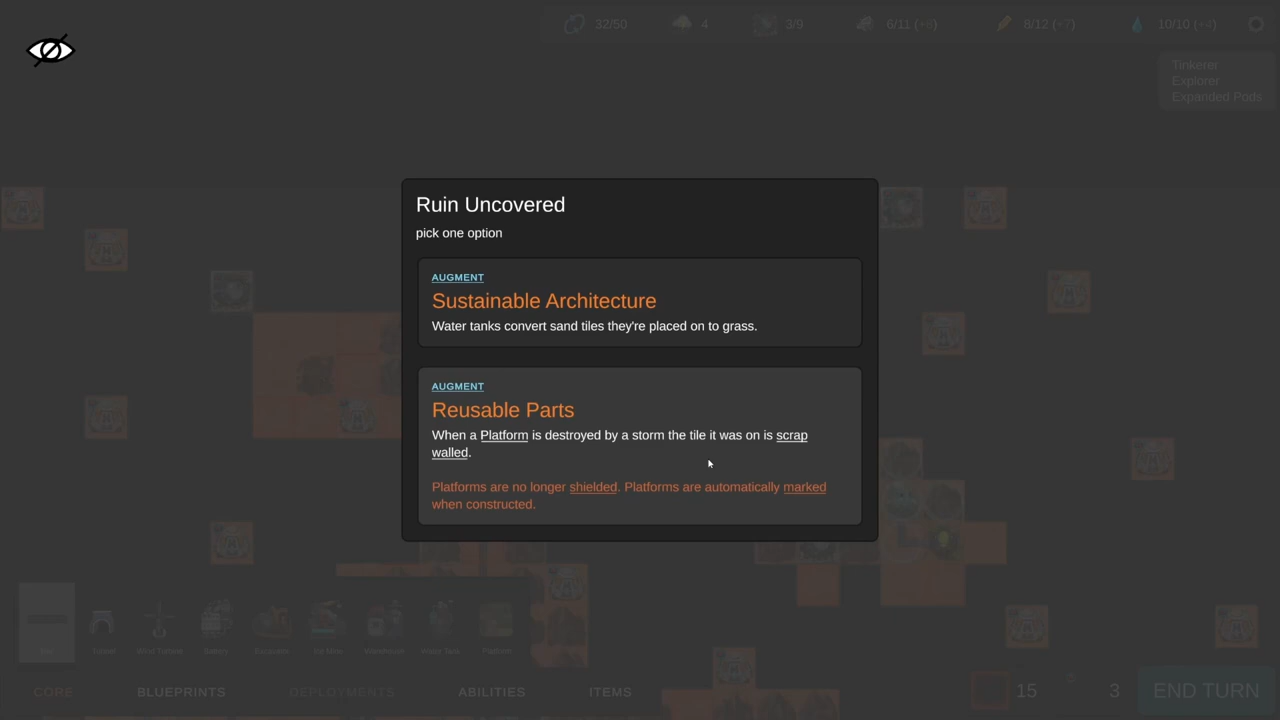 32/50 4 3/9 6/11 (+8) 8/12 (+7) 10/10 (+4)
Tinkerer
Explorer
Expanded Pods
Ruin Uncovered
pick one option
AUGMENT
Sustainable Architecture
Water tanks convert sand tiles they're placed on to grass.
AUGMENT
Reusable Parts
When a Platform is destroyed by a storm the tile it was on is scrap
walled.
Platforms are no longer shielded. Platforms are automatically marked
when constructed.
Tunnel Wind Turbine Battery Excavator Ice Mine Warehouse Water Tank Platform
CORE BLUEPRINTS DEPLOYMENTS ABILITIES ITEMS 15 3 END TURN